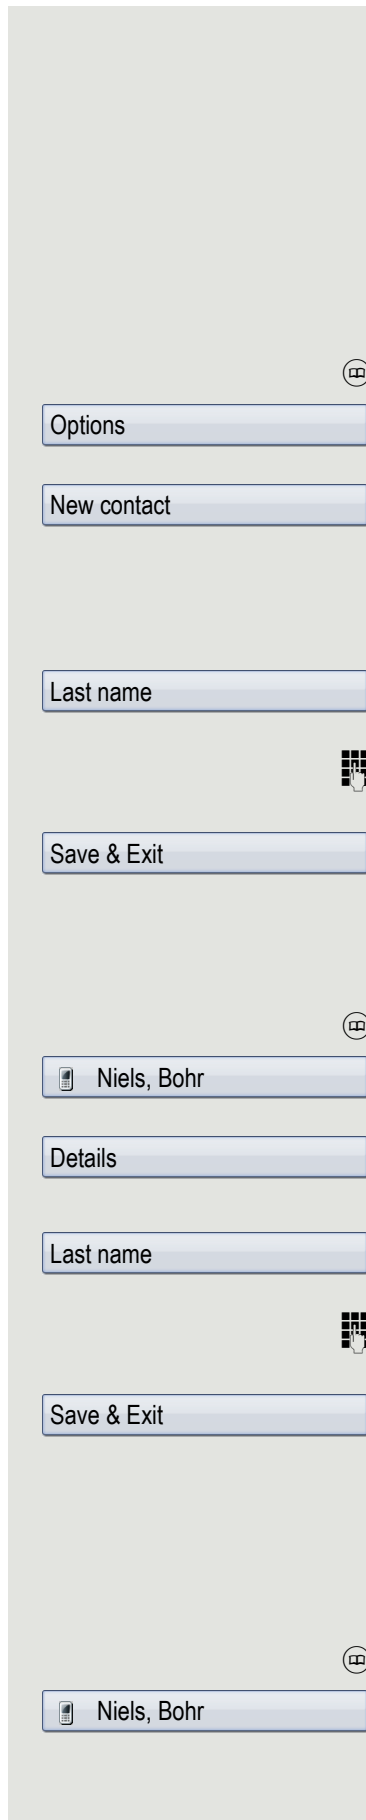 Options
New contact
Last name
Save & Exit
Niels, Bohr
Details
Last name
Save & Exit
Niels, Bohr